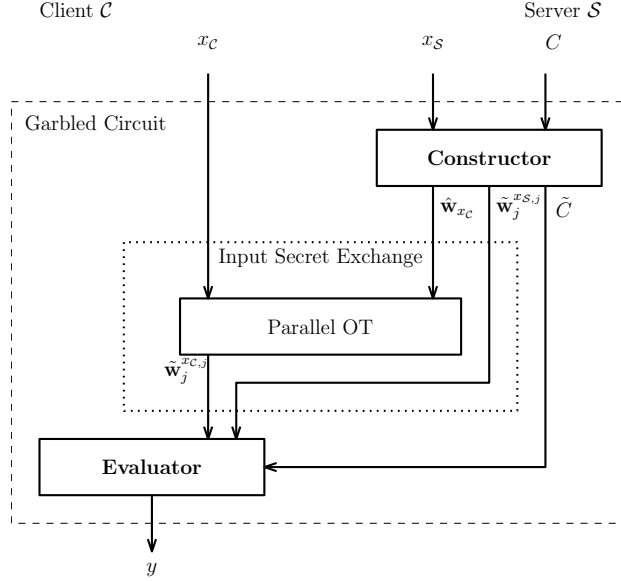 Client 𝒞 Server 𝒮
x_𝒞 x_𝒮 C
Garbled Circuit
Constructor
ŵ_{x_𝒞} w̃_j^{x_{𝒮,j}} C̃
Input Secret Exchange
Parallel OT
w̃_j^{x_{𝒞,j}}
Evaluator
y